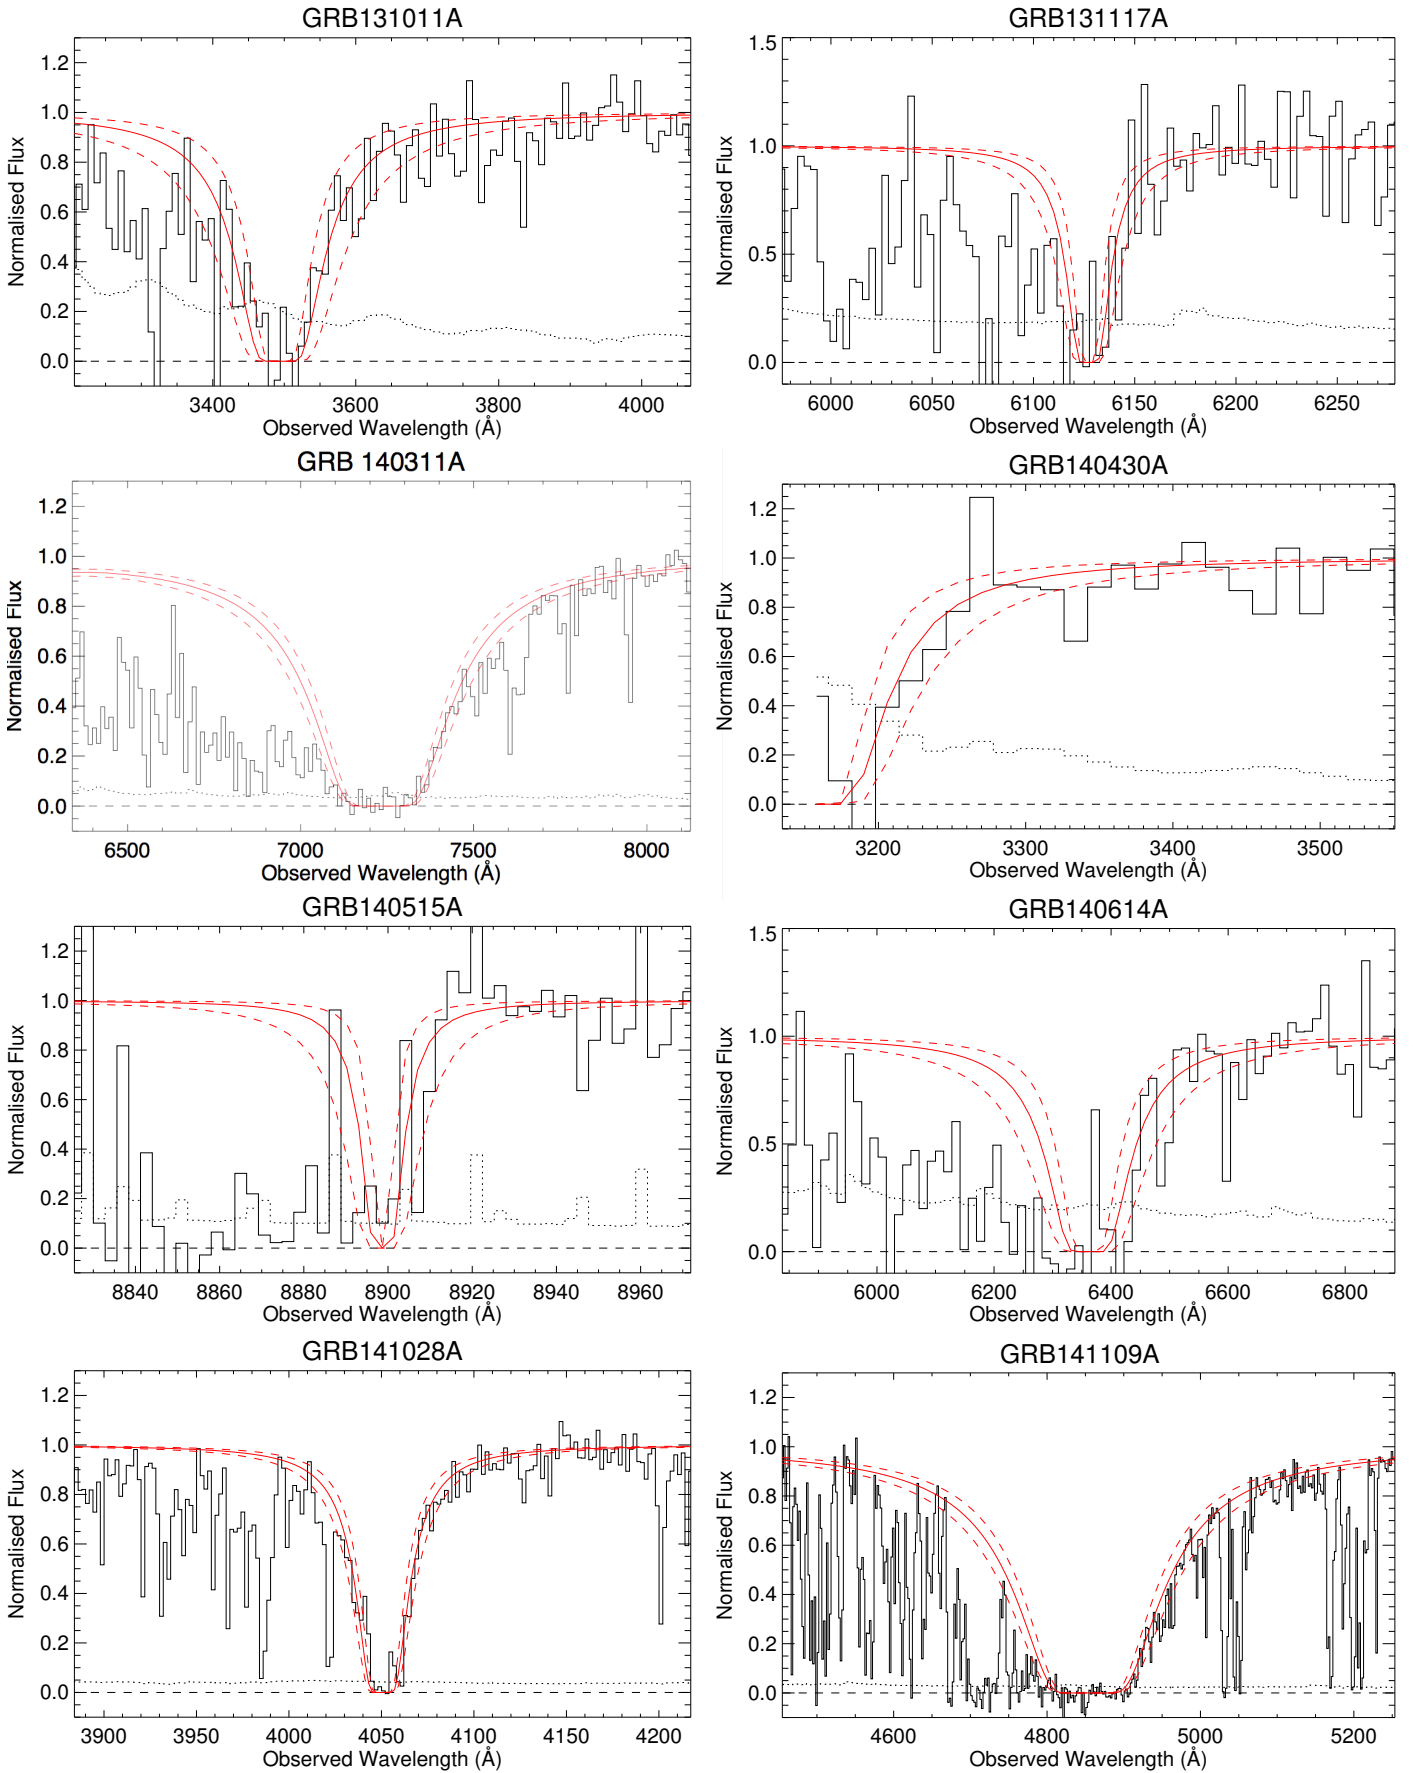 GRB131011A
1.2
1.0
0.8
0.6
0.4
0.2
0.0
Normalised Flux
3400 3600 3800 4000
Observed Wavelength (Å)
GRB131117A
1.5
1.0
0.5
0.0
Normalised Flux
6000 6050 6100 6150 6200 6250
Observed Wavelength (Å)
GRB 140311A
1.2
1.0
0.8
0.6
0.4
0.2
0.0
Normalised Flux
6500 7000 7500 8000
Observed Wavelength (Å)
GRB140430A
1.2
1.0
0.8
0.6
0.4
0.2
0.0
Normalised Flux
3200 3300 3400 3500
Observed Wavelength (Å)
GRB140515A
1.2
1.0
0.8
0.6
0.4
0.2
0.0
Normalised Flux
8840 8860 8880 8900 8920 8940 8960
Observed Wavelength (Å)
GRB140614A
1.5
1.0
0.5
0.0
Normalised Flux
6000 6200 6400 6600 6800
Observed Wavelength (Å)
GRB141028A
1.2
1.0
0.8
0.6
0.4
0.2
0.0
Normalised Flux
3900 3950 4000 4050 4100 4150 4200
Observed Wavelength (Å)
GRB141109A
1.2
1.0
0.8
0.6
0.4
0.2
0.0
Normalised Flux
4600 4800 5000 5200
Observed Wavelength (Å)